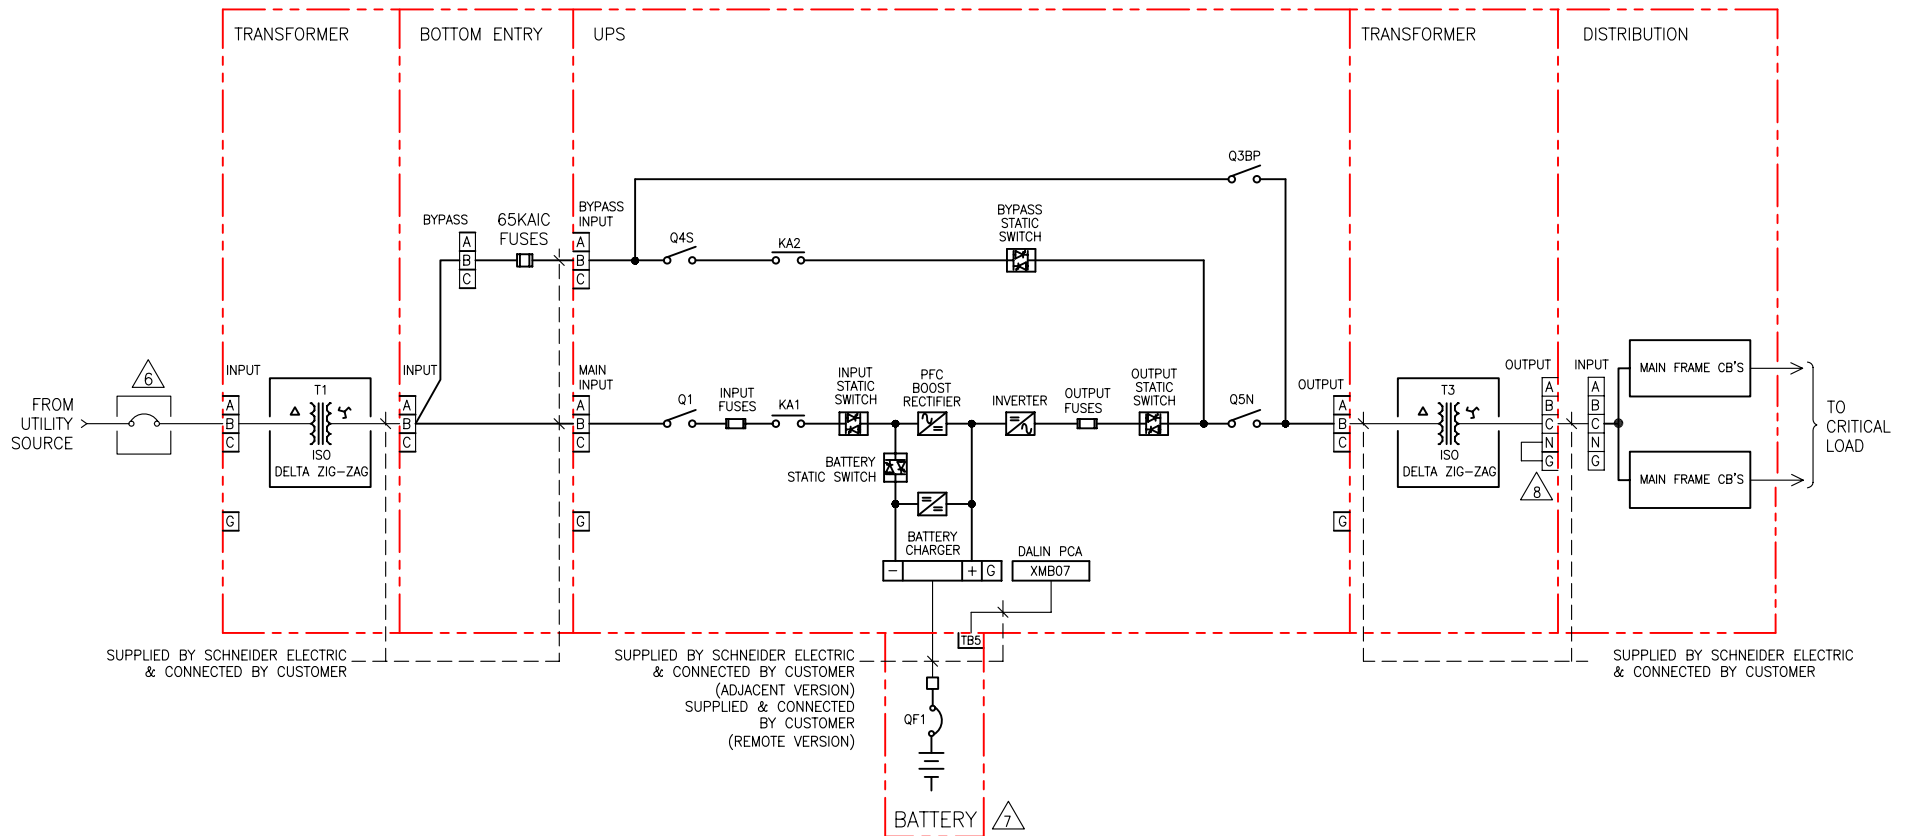 TRANSFORMER
BOTTOM ENTRY
UPS
TRANSFORMER
DISTRIBUTION
Q3BP
BYPASS
65KAIC
FUSES
BYPASS
INPUT
Q4S
KA2
BYPASS
STATIC
SWITCH
A
B
C
A
B
C
6
FROM
UTILITY
SOURCE
INPUT
A
B
C
G
T1
ISO
DELTA ZIG-ZAG
INPUT
A
B
C
MAIN
INPUT
A
B
C
G
Q1
INPUT
FUSES
KA1
INPUT
STATIC
SWITCH
PFC
BOOST
RECTIFIER
INVERTER
OUTPUT
FUSES
OUTPUT
STATIC
SWITCH
Q5N
OUTPUT
A
B
C
G
T3
ISO
DELTA ZIG-ZAG
OUTPUT
A
B
C
N
G
8
INPUT
A
B
C
N
G
MAIN FRAME CB'S
MAIN FRAME CB'S
TO
CRITICAL
LOAD
BATTERY
STATIC SWITCH
BATTERY
CHARGER
− + G
DALIN PCA
XMB07
TB5
SUPPLIED BY SCHNEIDER ELECTRIC
& CONNECTED BY CUSTOMER
SUPPLIED BY SCHNEIDER ELECTRIC
& CONNECTED BY CUSTOMER
(ADJACENT VERSION)
SUPPLIED & CONNECTED
BY CUSTOMER
(REMOTE VERSION)
SUPPLIED BY SCHNEIDER ELECTRIC
& CONNECTED BY CUSTOMER
QF1
BATTERY
7